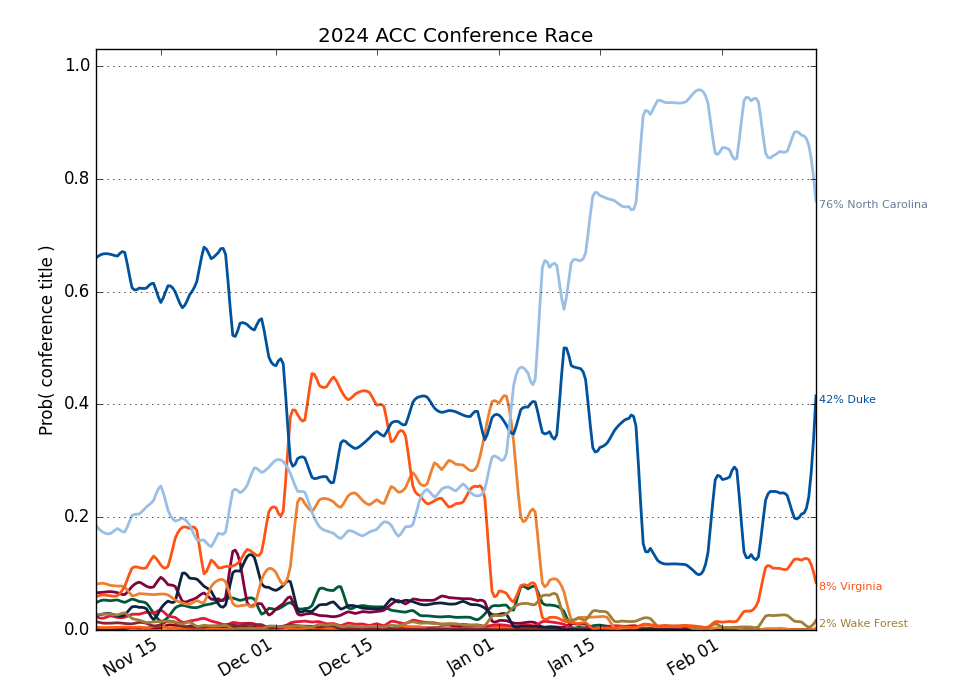 2024 ACC Conference Race
Prob( conference title )
1.0
0.8
0.6
0.4
0.2
0.0
76% North Carolina
42% Duke
8% Virginia
2% Wake Forest
Nov 15
Dec 01
Dec 15
Jan 01
Jan 15
Feb 01